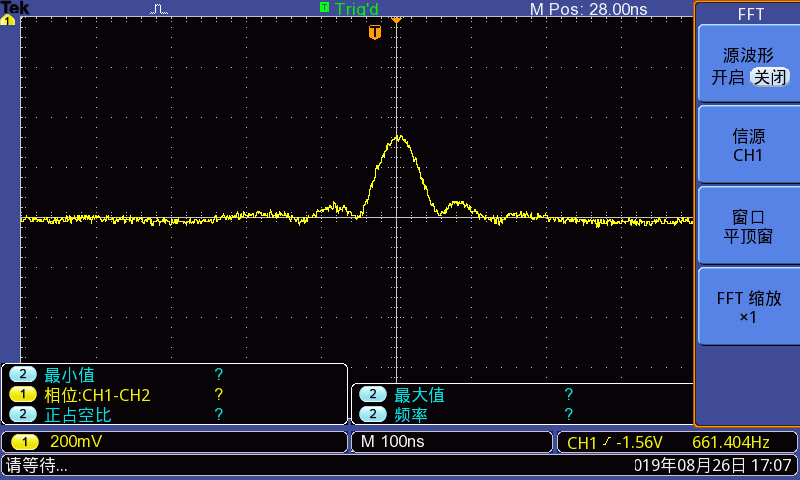 Tek
T Trig'd
M Pos: 28.00ns
FFT
1
T
源波形
开启 关闭
信源
CH1
窗口
平顶窗
FFT 缩放
×1
2 最小值 ?
1 相位:CH1-CH2 ?
2 正占空比 ?
2 最大值 ?
2 频率 ?
1 200mV
M 100ns
CH1 -1.56V 661.404Hz
请等待...
019年08月26日 17:07